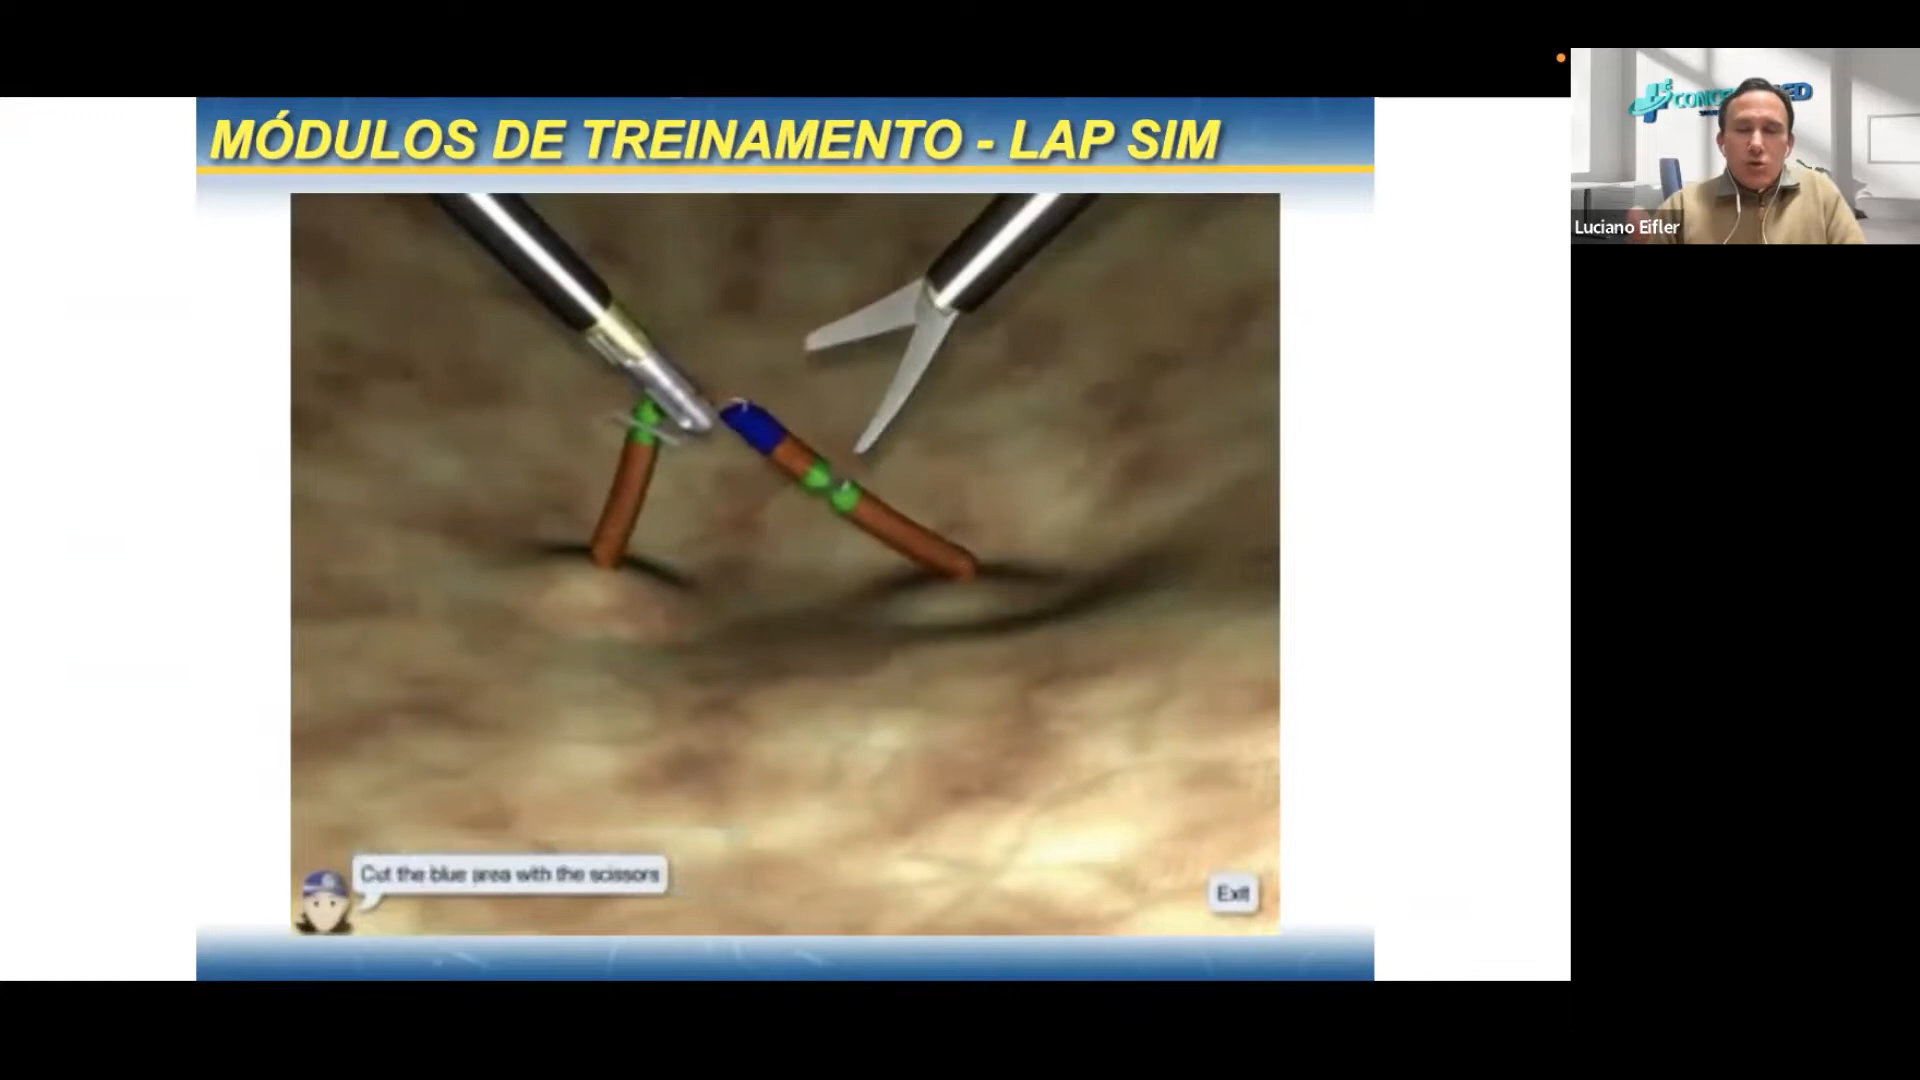 MÓDULOS DE TREINAMENTO - LAP SIM
Luciano Eifler
Cut the blue area with the scissors
Exit